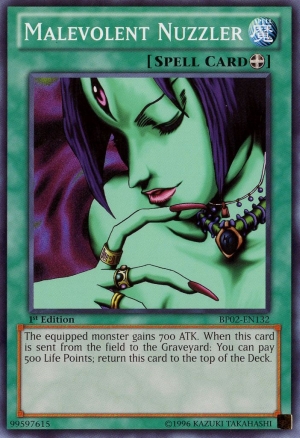 MALEVOLENT NUZZLER
魔
[SPELL CARD]
1st Edition
BP02-EN132
The equipped monster gains 700 ATK. When this card
is sent from the field to the Graveyard: You can pay
500 Life Points; return this card to the top of the Deck.
99597615
©1996 KAZUKI TAKAHASHI